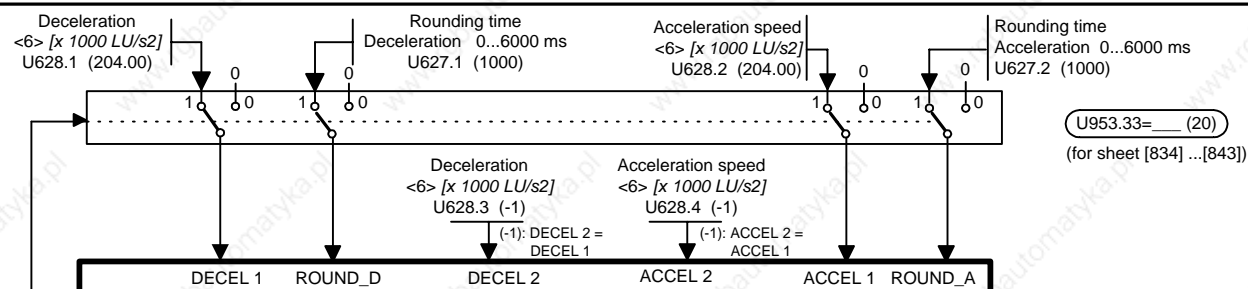 Deceleration
<6> [x 1000 LU/s2]
U628.1 (204.00)
Rounding time
Deceleration 0...6000 ms
U627.1 (1000)
Acceleration speed
<6> [x 1000 LU/s2]
U628.2 (204.00)
Rounding time
Acceleration 0...6000 ms
U627.2 (1000)
0
0
0
0
1 0
1 0
1 0
1 0
U953.33=___ (20)
(for sheet [834] ...[843])
Deceleration
<6> [x 1000 LU/s2]
U628.3 (-1)
(-1): DECEL 2 =
DECEL 1
Acceleration speed
<6> [x 1000 LU/s2]
U628.4 (-1)
(-1): ACCEL 2 =
ACCEL 1
DECEL 1 ROUND_D DECEL 2 ACCEL 2 ACCEL 1 ROUND_A